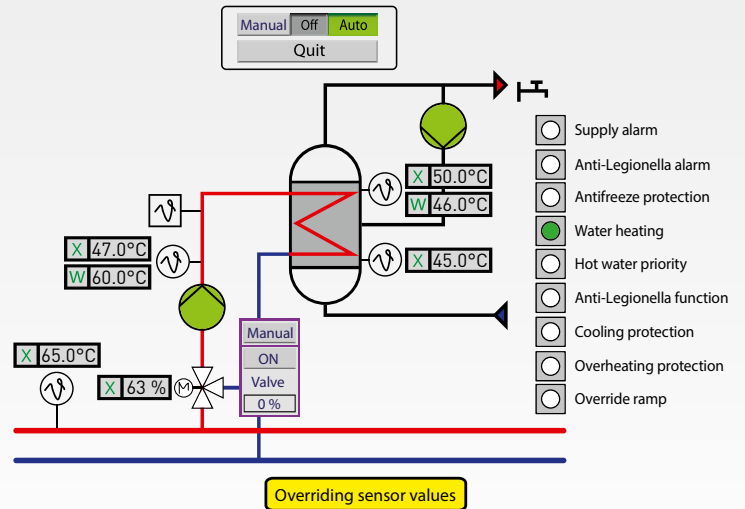 Manual Off Auto
Quit
X 50.0°C
W 46.0°C
X 45.0°C
X 47.0°C
W 60.0°C
X 65.0°C
M
X 63 %
Manual
ON
Valve
0 %
Supply alarm
Anti-Legionella alarm
Antifreeze protection
Water heating
Hot water priority
Anti-Legionella function
Cooling protection
Overheating protection
Override ramp
Overriding sensor values